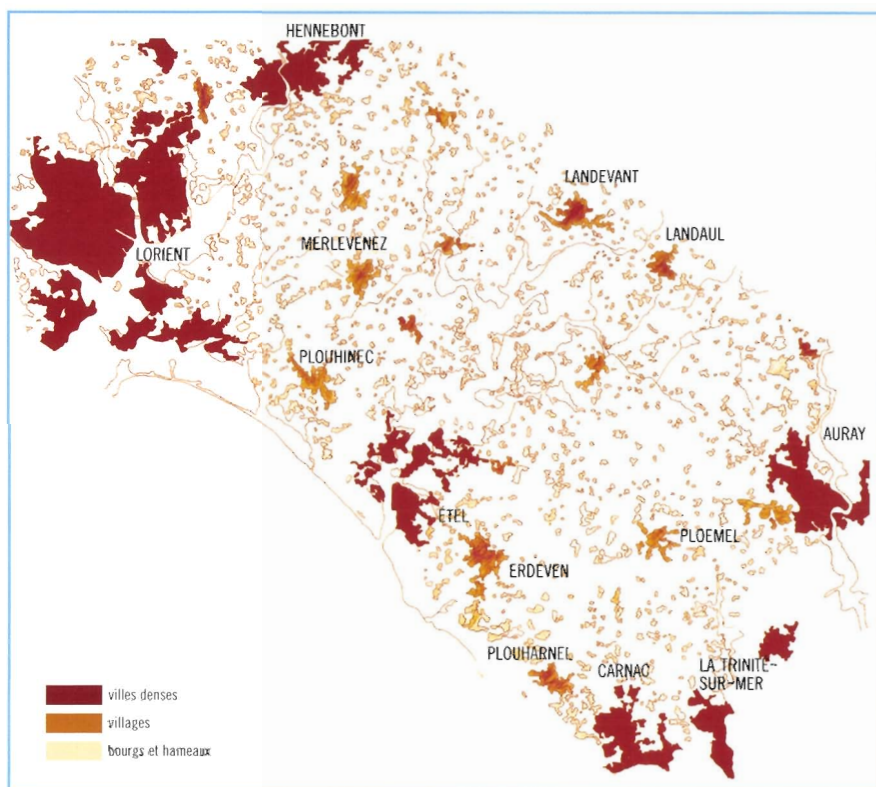 HENNEBONT
LANDEVANT
LANDAUL
LORIENT
MERLEVENEZ
PLOUHINEC
AURAY
ETEL
PLOEMEL
ERDEVEN
PLOUHARNEL
CARNAC
LA TRINITE-
SUR-MER
villes denses
villages
bourgs et hameaux